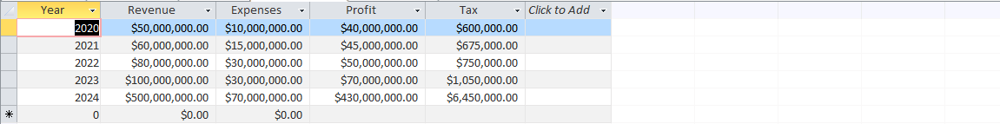 Year Revenue Expenses Profit Tax Click to Add
2020 $50,000,000.00 $10,000,000.00 $40,000,000.00 $600,000.00
2021 $60,000,000.00 $15,000,000.00 $45,000,000.00 $675,000.00
2022 $80,000,000.00 $30,000,000.00 $50,000,000.00 $750,000.00
2023 $100,000,000.00 $30,000,000.00 $70,000,000.00 $1,050,000.00
2024 $500,000,000.00 $70,000,000.00 $430,000,000.00 $6,450,000.00
0 $0.00 $0.00